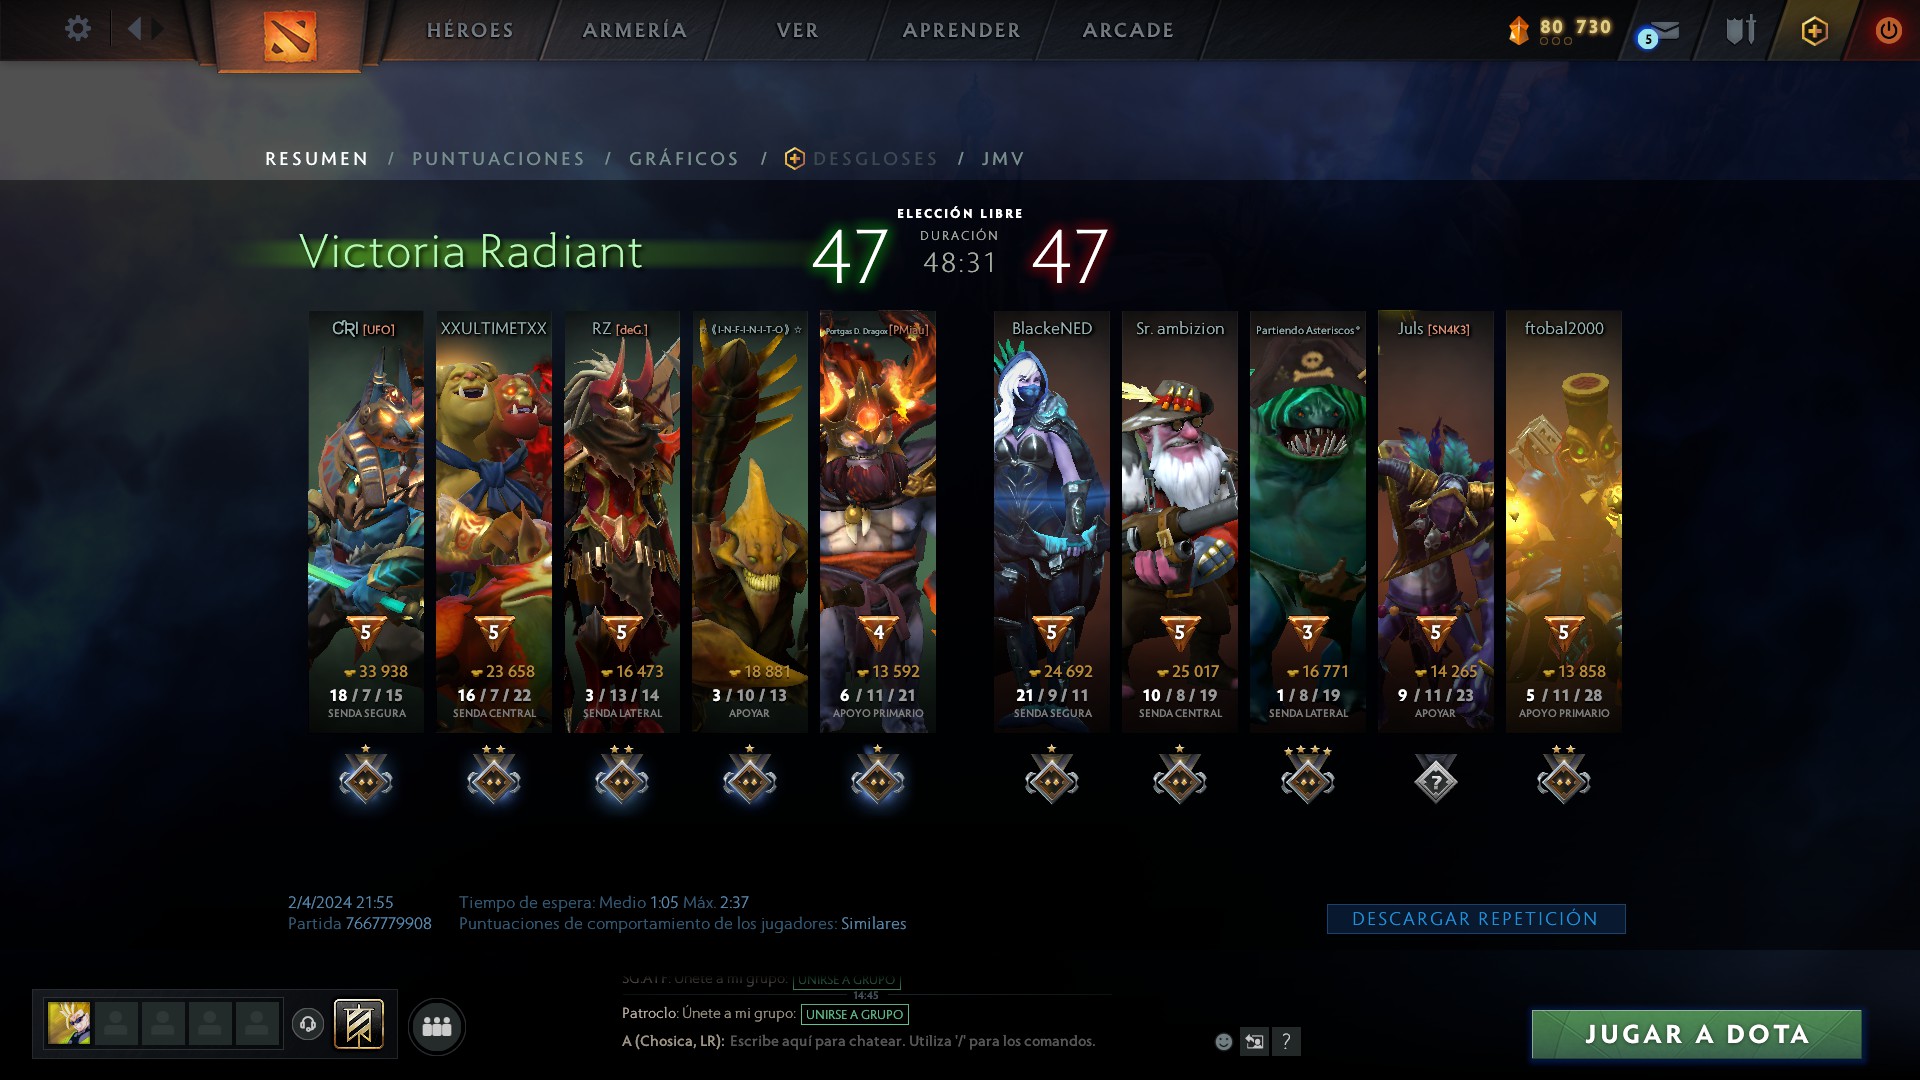 HÉROES
ARMERÍA
VER
APRENDER
ARCADE
80 730
5
RESUMEN / PUNTUACIONES / GRÁFICOS / DESGLOSES / JMV
ELECCIÓN LIBRE
Victoria Radiant
47
DURACIÓN
48:31
47
CRI [UFO]
XXULTIMETXX
RZ [deG.]
☆ 《I-N-F-I-N-I-T-O》 ☆
Portgas D. Dragox
BlackeNED
Sr. ambizion
Partiendo Asteriscos*
Juls [SN4K3]
ftobal2000
5
5
5
4
5
5
3
5
5
33 938
23 658
16 473
18 881
13 592
24 692
25 017
16 771
14 265
13 858
18 / 7 / 15
16 / 7 / 22
3 / 13 / 14
3 / 10 / 13
6 / 11 / 21
21 / 9 / 11
10 / 8 / 19
1 / 8 / 19
9 / 11 / 23
5 / 11 / 28
SENDA SEGURA
SENDA CENTRAL
SENDA LATERAL
APOYAR
APOYO PRIMARIO
SENDA SEGURA
SENDA CENTRAL
SENDA LATERAL
APOYAR
APOYO PRIMARIO
?
2/4/2024 21:55
Tiempo de espera: Medio 1:05 Máx. 2:37
Partida 7667779908
Puntuaciones de comportamiento de los jugadores: Similares
DESCARGAR REPETICIÓN
Únete a mi grupo: UNIRSE A GRUPO
14:45
Patroclo: Únete a mi grupo: UNIRSE A GRUPO
A (Chosica, LR): Escribe aquí para chatear. Utiliza '/' para los comandos.
?
JUGAR A DOTA